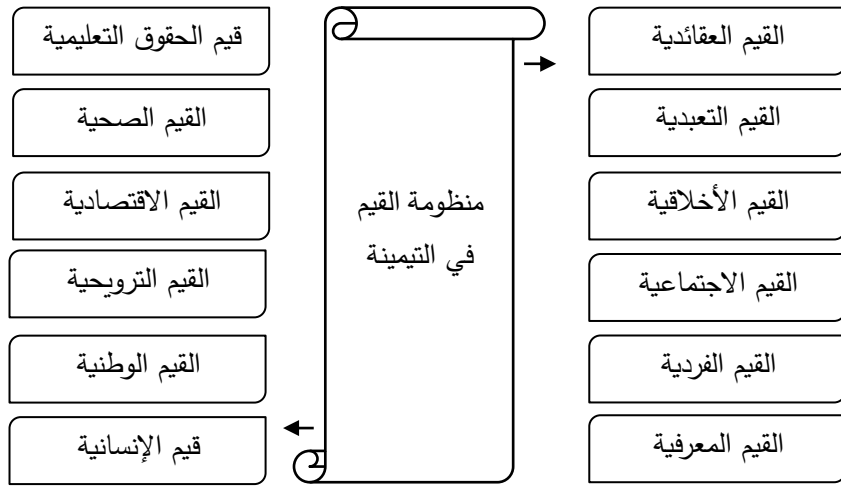 القيم العقائدية
القيم التعبدية
القيم الأخلاقية
القيم الاجتماعية
القيم الفردية
القيم المعرفية
منظومة القيم
في التيمينة
قيم الحقوق التعليمية
القيم الصحية
القيم الاقتصادية
القيم الترويحية
القيم الوطنية
قيم الإنسانية